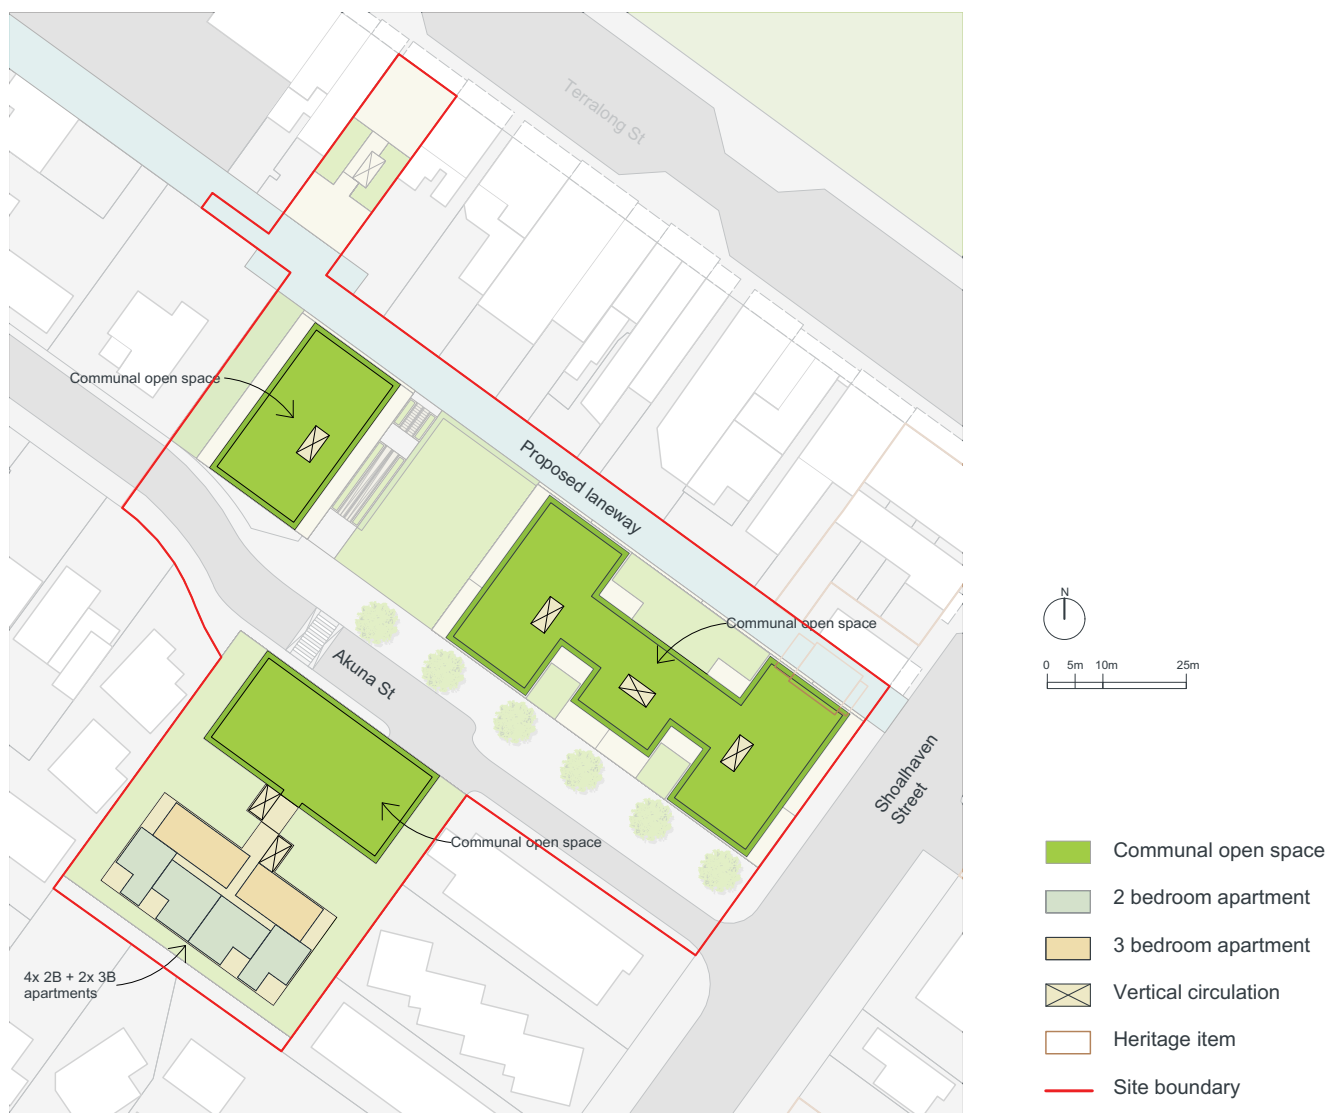 Terralong St
Communal open space
Proposed laneway
Communal open space
Akuna St
Shoalhaven
Street
Communal open space
4x 2B + 2x 3B
apartments
N
0 5m 10m 25m
Communal open space
2 bedroom apartment
3 bedroom apartment
Vertical circulation
Heritage item
Site boundary